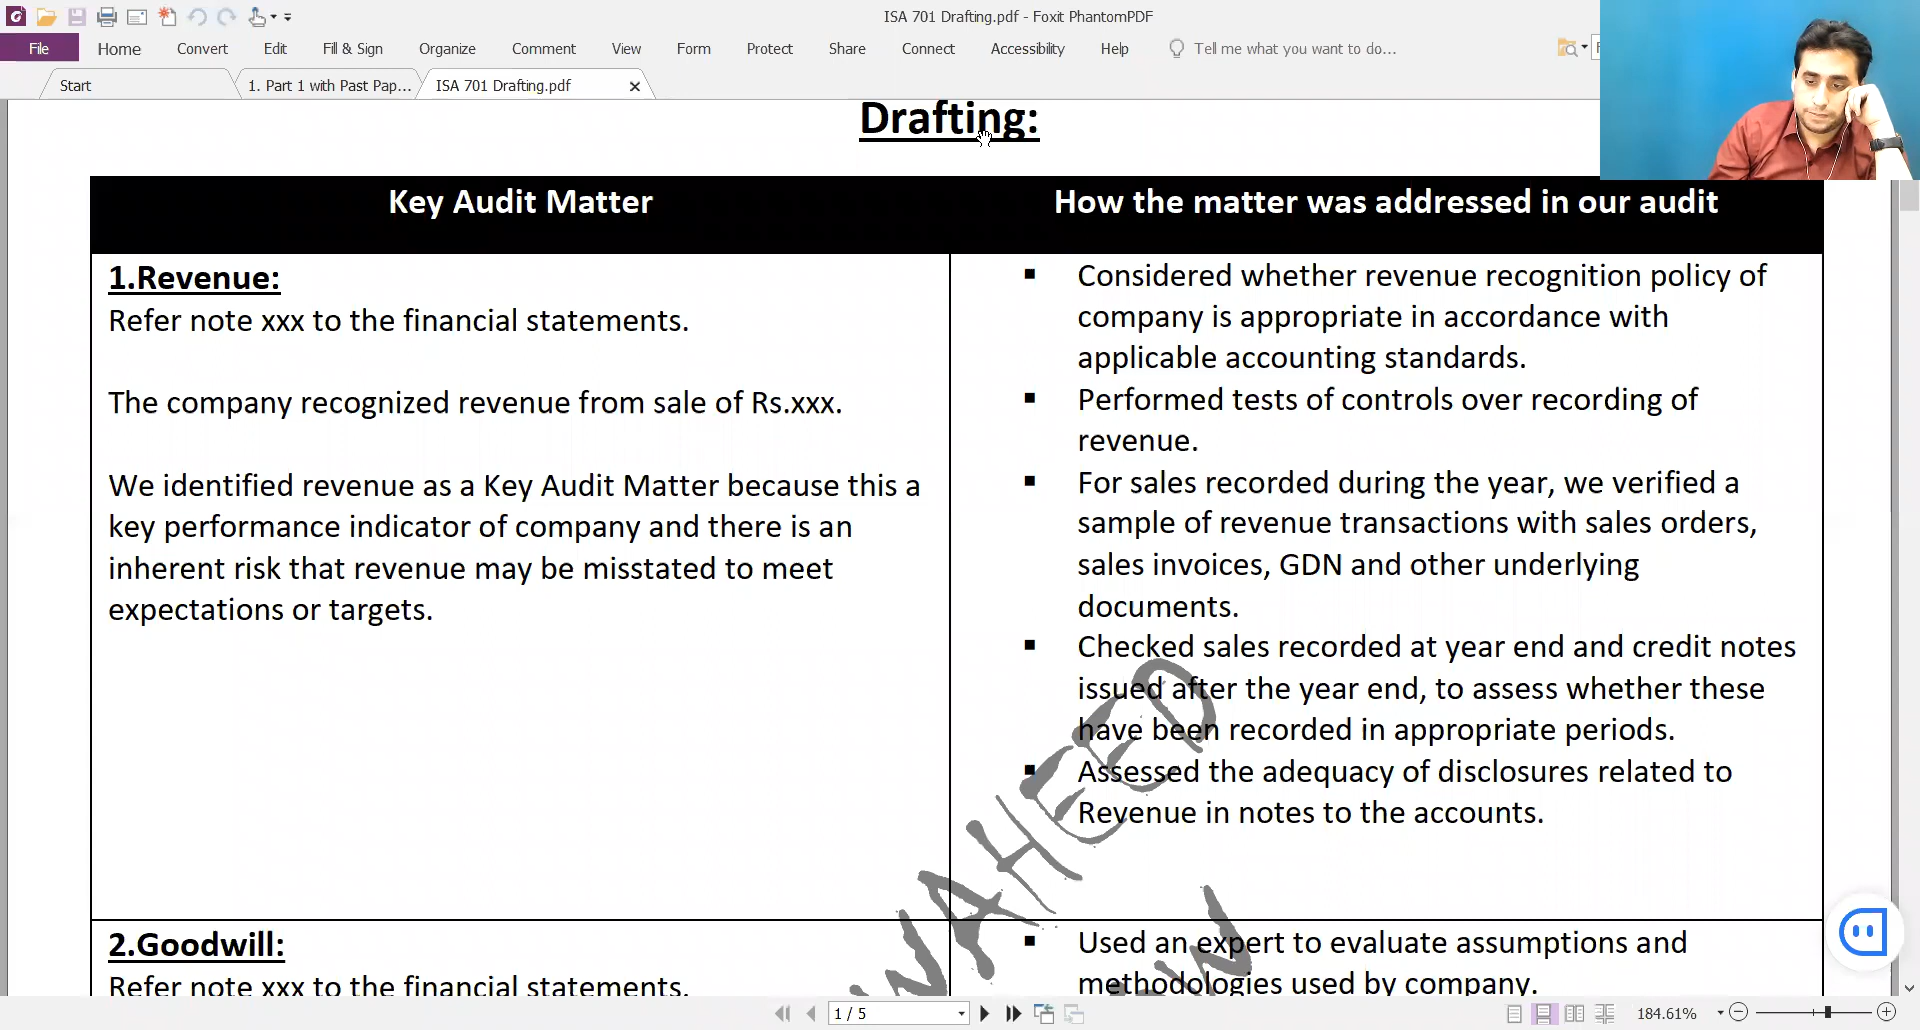 ISA 701 Drafting.pdf - Foxit PhantomPDF
File Home Convert Edit Fill & Sign Organize Comment View Form Protect Share Connect Accessibility Help Tell me what you want to do...
Start 1. Part 1 with Past Pap... ISA 701 Drafting.pdf
Drafting:
Key Audit Matter
How the matter was addressed in our audit
1.Revenue:
Refer note xxx to the financial statements.
The company recognized revenue from sale of Rs.xxx.
We identified revenue as a Key Audit Matter because this a
key performance indicator of company and there is an
inherent risk that revenue may be misstated to meet
expectations or targets.
Considered whether revenue recognition policy of
company is appropriate in accordance with
applicable accounting standards.
Performed tests of controls over recording of
revenue.
For sales recorded during the year, we verified a
sample of revenue transactions with sales orders,
sales invoices, GDN and other underlying
documents.
Checked sales recorded at year end and credit notes
issued after the year end, to assess whether these
have been recorded in appropriate periods.
Assessed the adequacy of disclosures related to
Revenue in notes to the accounts.
WAHEED
2.Goodwill:
Refer note xxx to the financial statements.
Used an expert to evaluate assumptions and
methodologies used by company.
1 / 5
184.61%